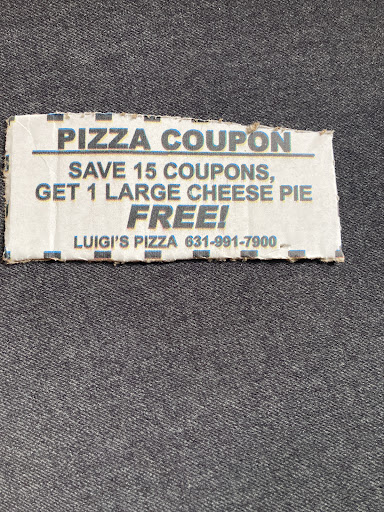 PIZZA COUPON
SAVE 15 COUPONS,
GET 1 LARGE CHEESE PIE
FREE!
LUIGI'S PIZZA 631-991-7900